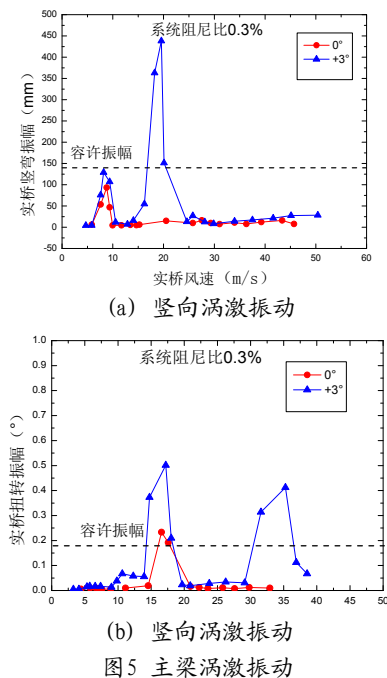 系统阻尼比0.3%
500
450
400
350
300
250
200
150
100
50
0
-50
实桥竖弯振幅（mm）
0°
+3°
容许振幅
0 10 20 30 40 50 60
实桥风速（m/s）
(a) 竖向涡激振动
系统阻尼比0.3%
1.0
0.9
0.8
0.7
0.6
0.5
0.4
0.3
0.2
0.1
0.0
实桥扭转振幅（°）
0°
+3°
容许振幅
0 5 10 15 20 25 30 35 40 45 50
(b) 竖向涡激振动
图5 主梁涡激振动